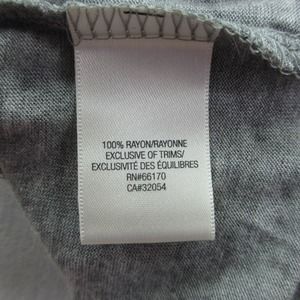 100% RAYON/RAYONNE
EXCLUSIVE OF TRIMS/
EXCLUSIVITÉ DES ÉQUILIBRES
RN#66170
CA#32054